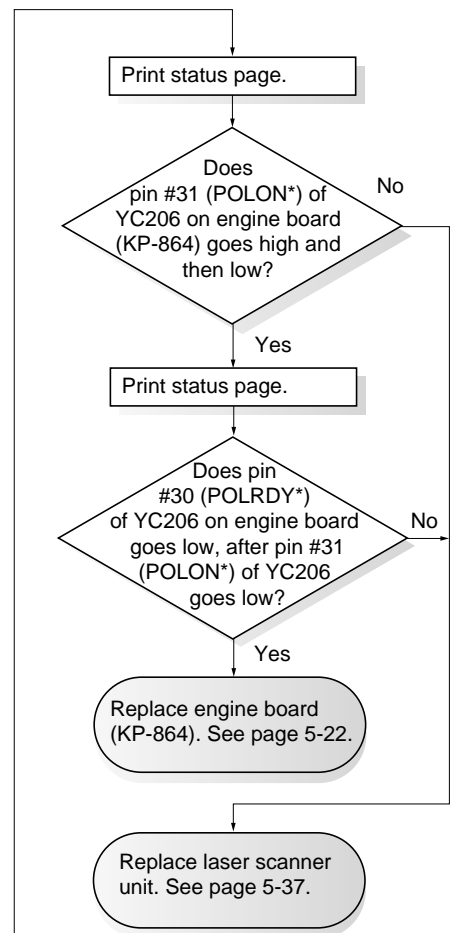 Print status page.
Does
pin #31 (POLON*) of
YC206 on engine board
(KP-864) goes high and
then low?
No
Yes
Print status page.
Does pin
#30 (POLRDY*)
of YC206 on engine board
goes low, after pin #31
(POLON*) of YC206
goes low?
No
Yes
Replace engine board
(KP-864). See page 5-22.
Replace laser scanner
unit. See page 5-37.